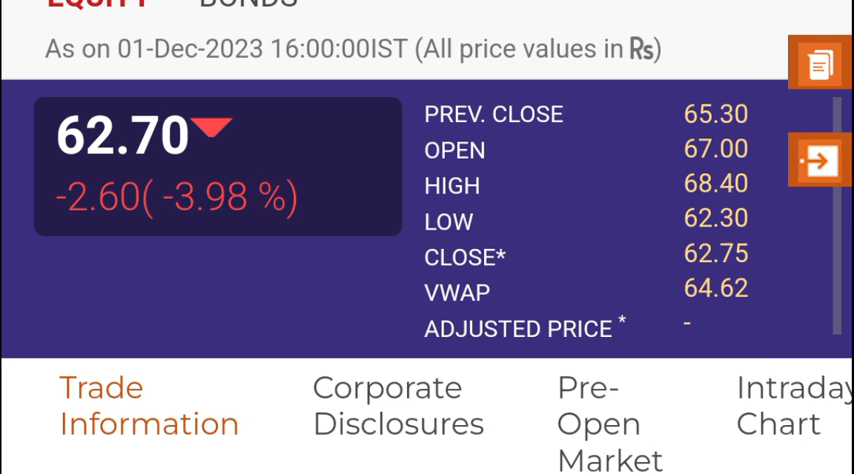 EQUITY BONDS
As on 01-Dec-2023 16:00:00IST (All price values in Rs)
62.70
-2.60( -3.98 %)
PREV. CLOSE 65.30
OPEN 67.00
HIGH 68.40
LOW 62.30
CLOSE* 62.75
VWAP 64.62
ADJUSTED PRICE * -
Trade Information
Corporate Disclosures
Pre-Open Market
Intraday Chart